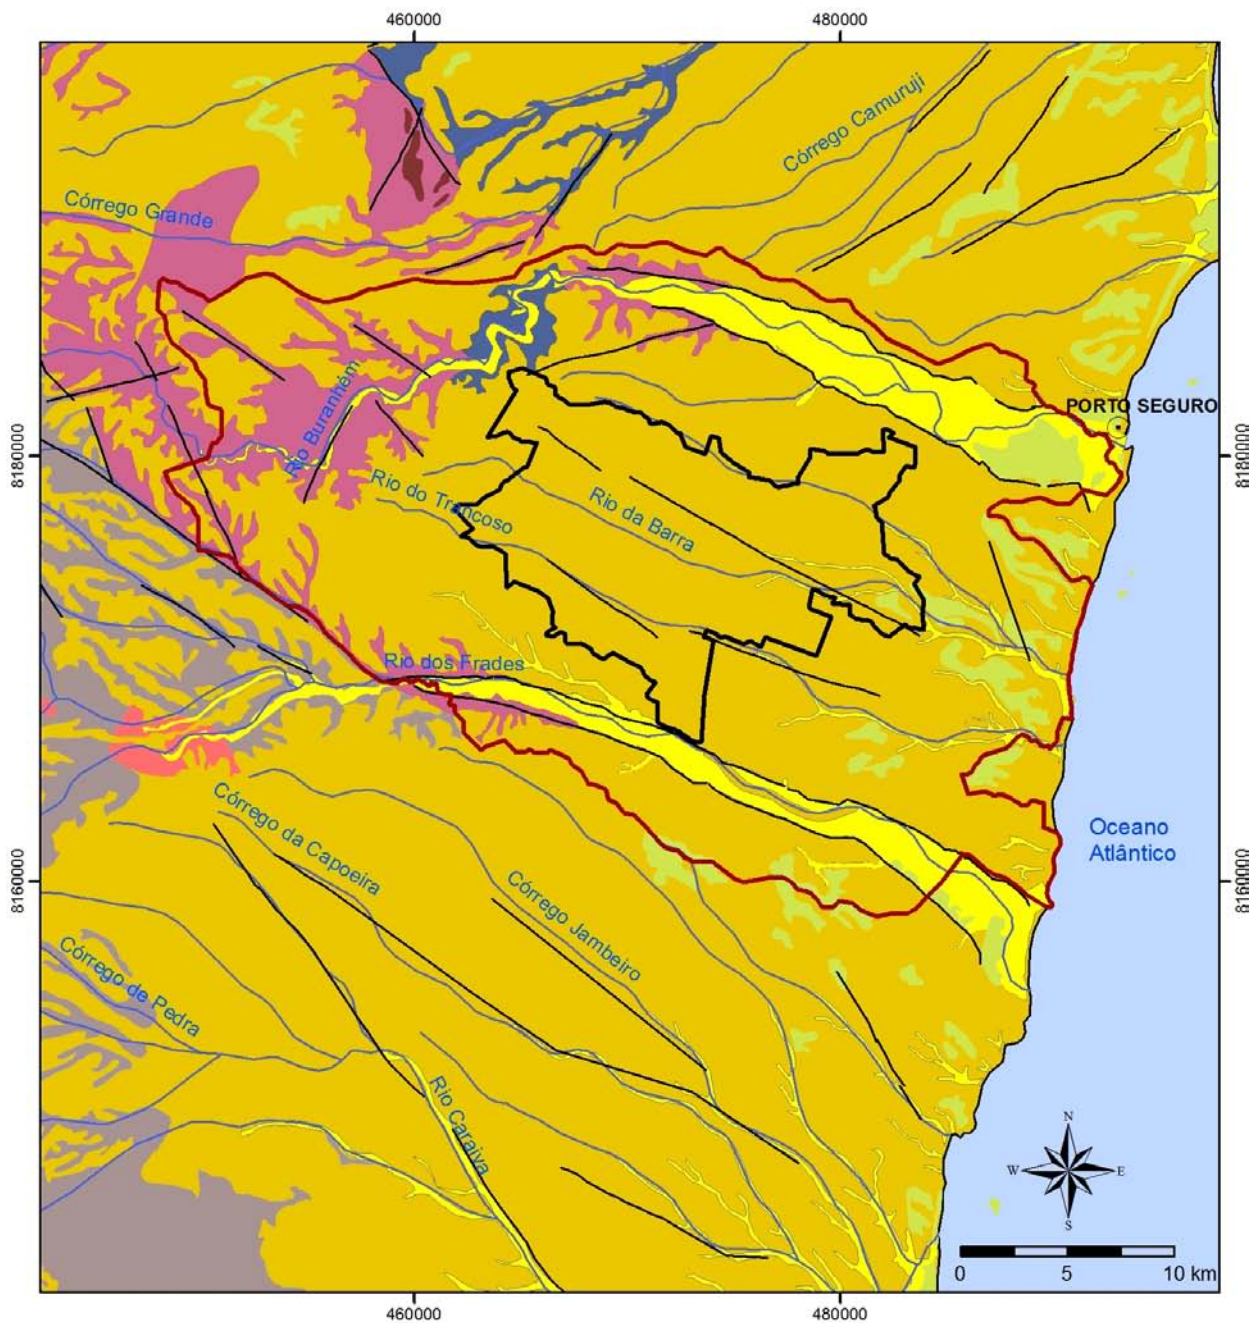 460000
480000
Córrego Camuruji
Córrego Grande
PORTO SEGURO
Rio Buranhém
8180000
8180000
Rio do Trancoso
Rio da Barra
Rio dos Frades
Oceano
Atlântico
Córrego da Capoeira
8160000
8160000
Córrego Jambeiro
Córrego de Pedra
Rio Caraiva
N
W
E
S
0
5
10 km
460000
480000